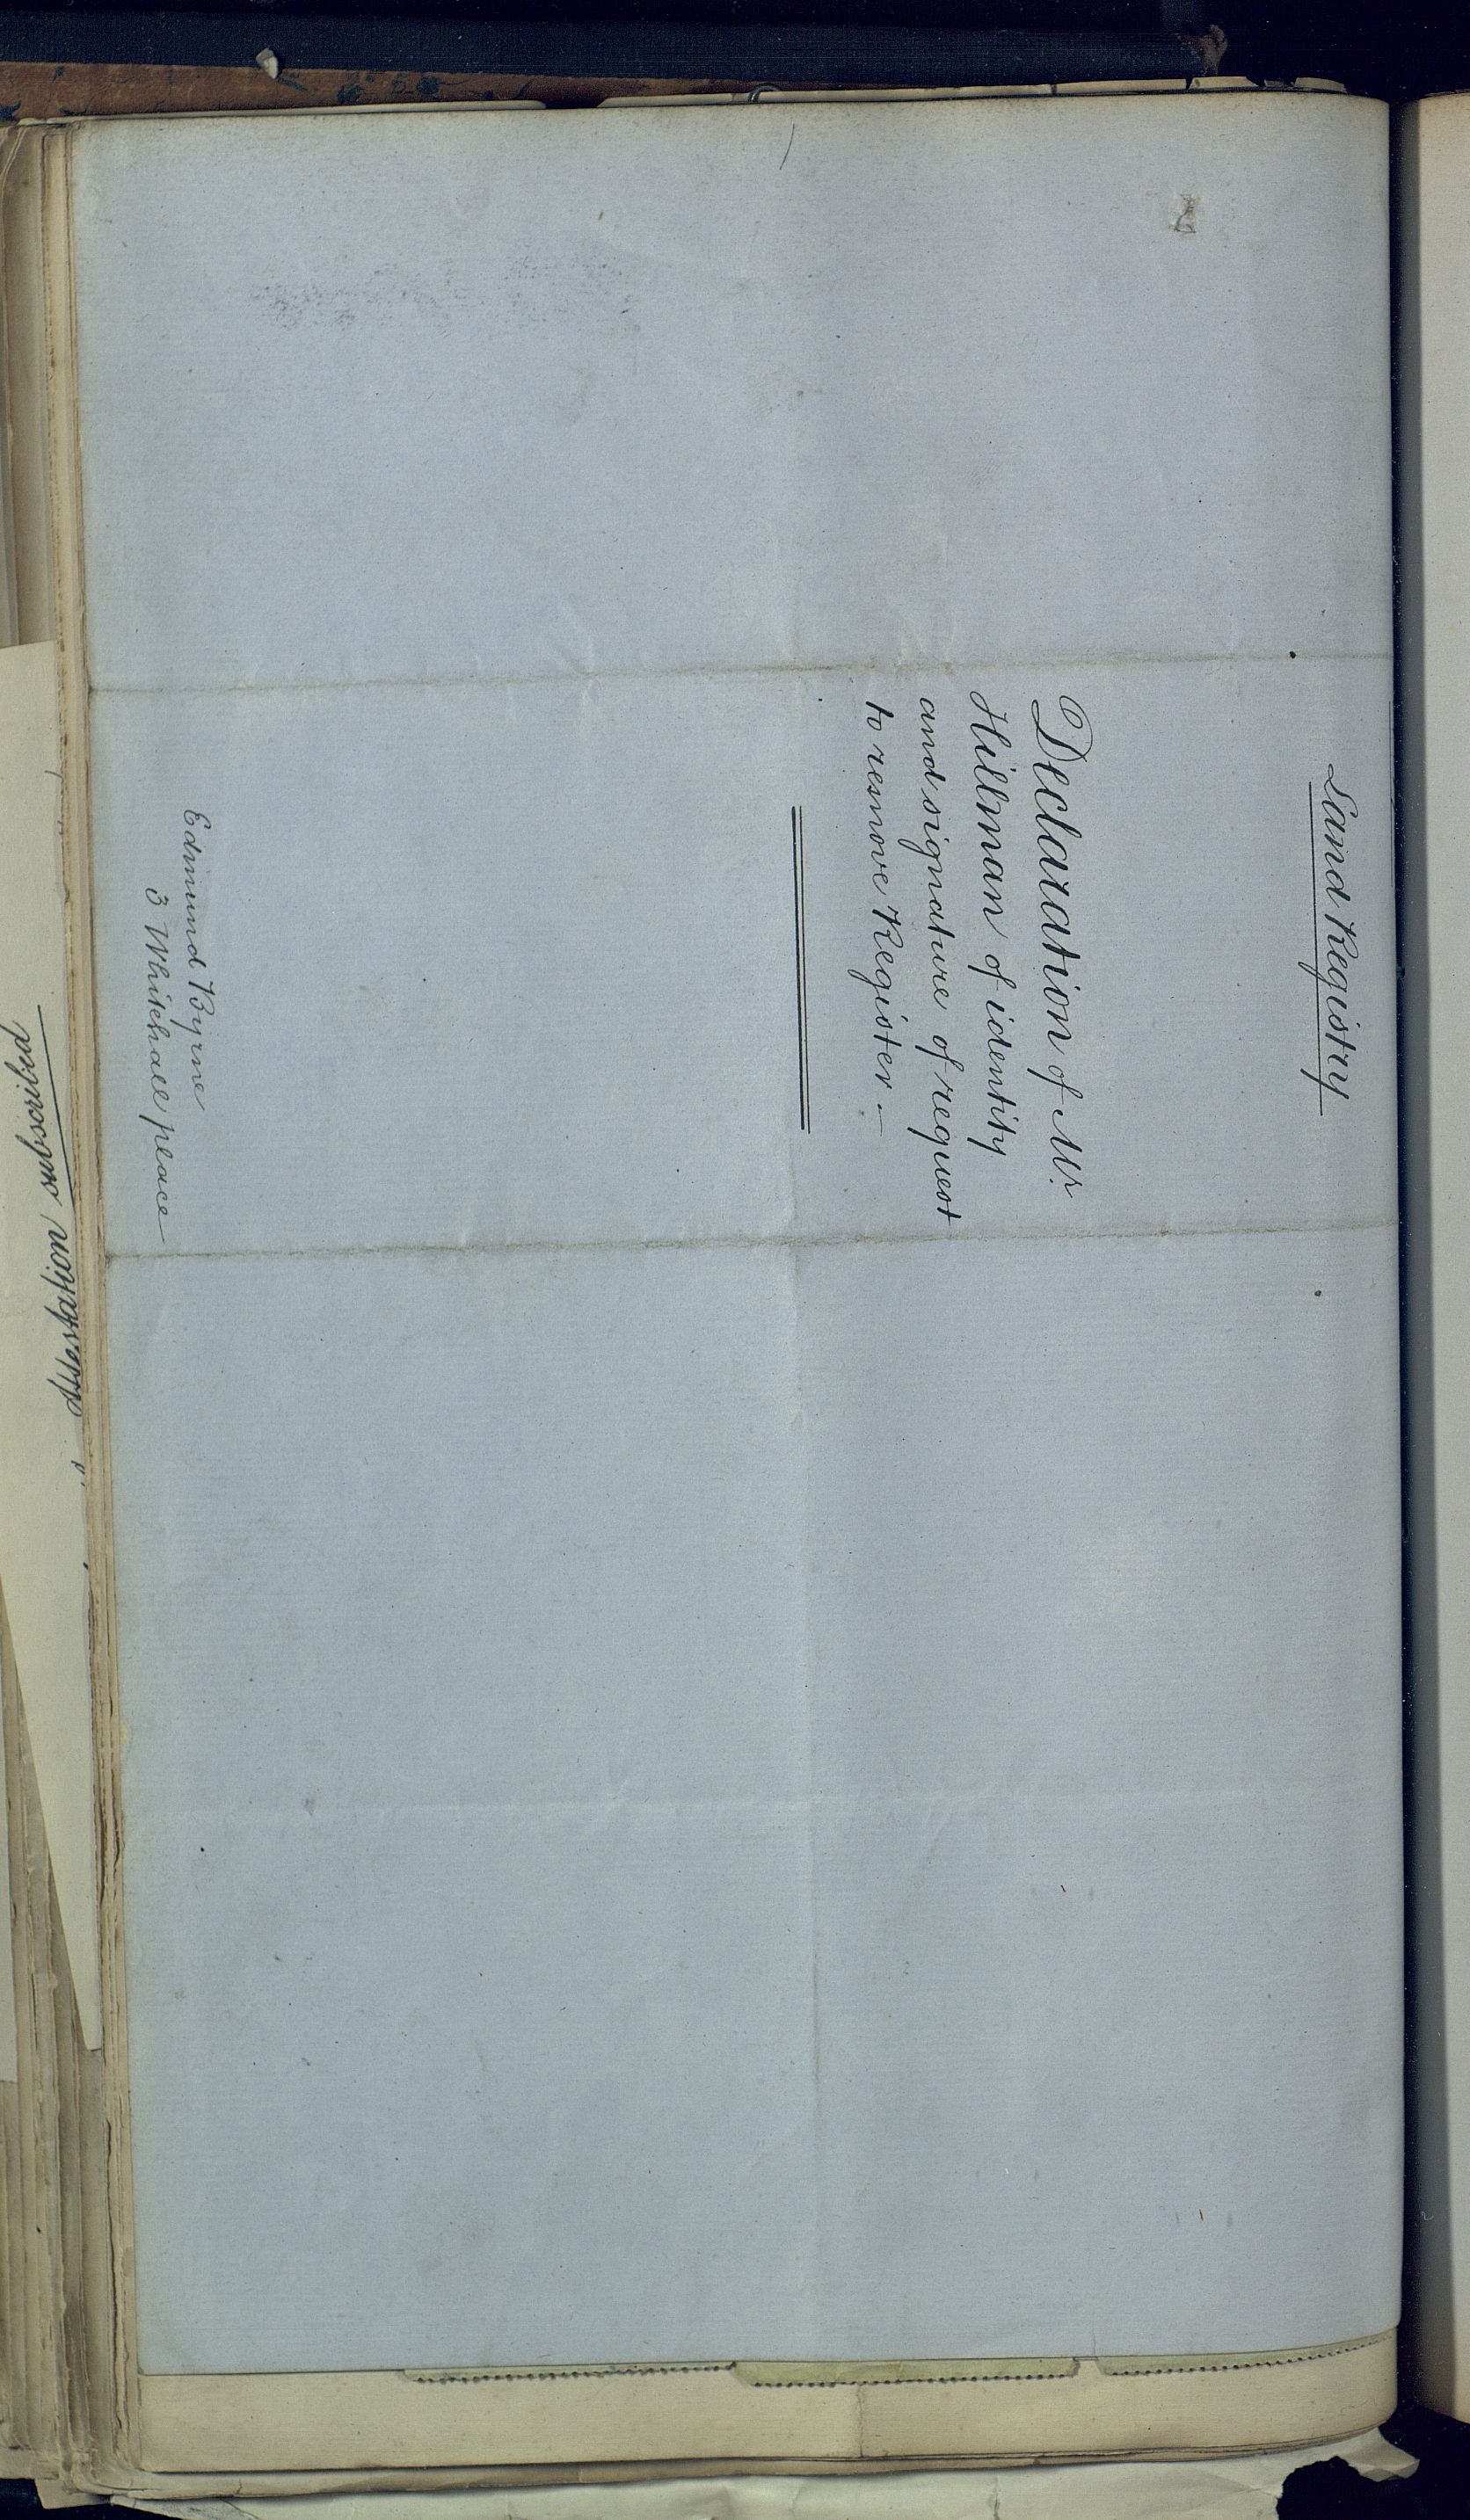 Land Registry
Declaration of Mr.
Hillman of identity
and signature of request
to remove Register –
Edmund Byrne
3 Whitehall place
Attestation subscribed